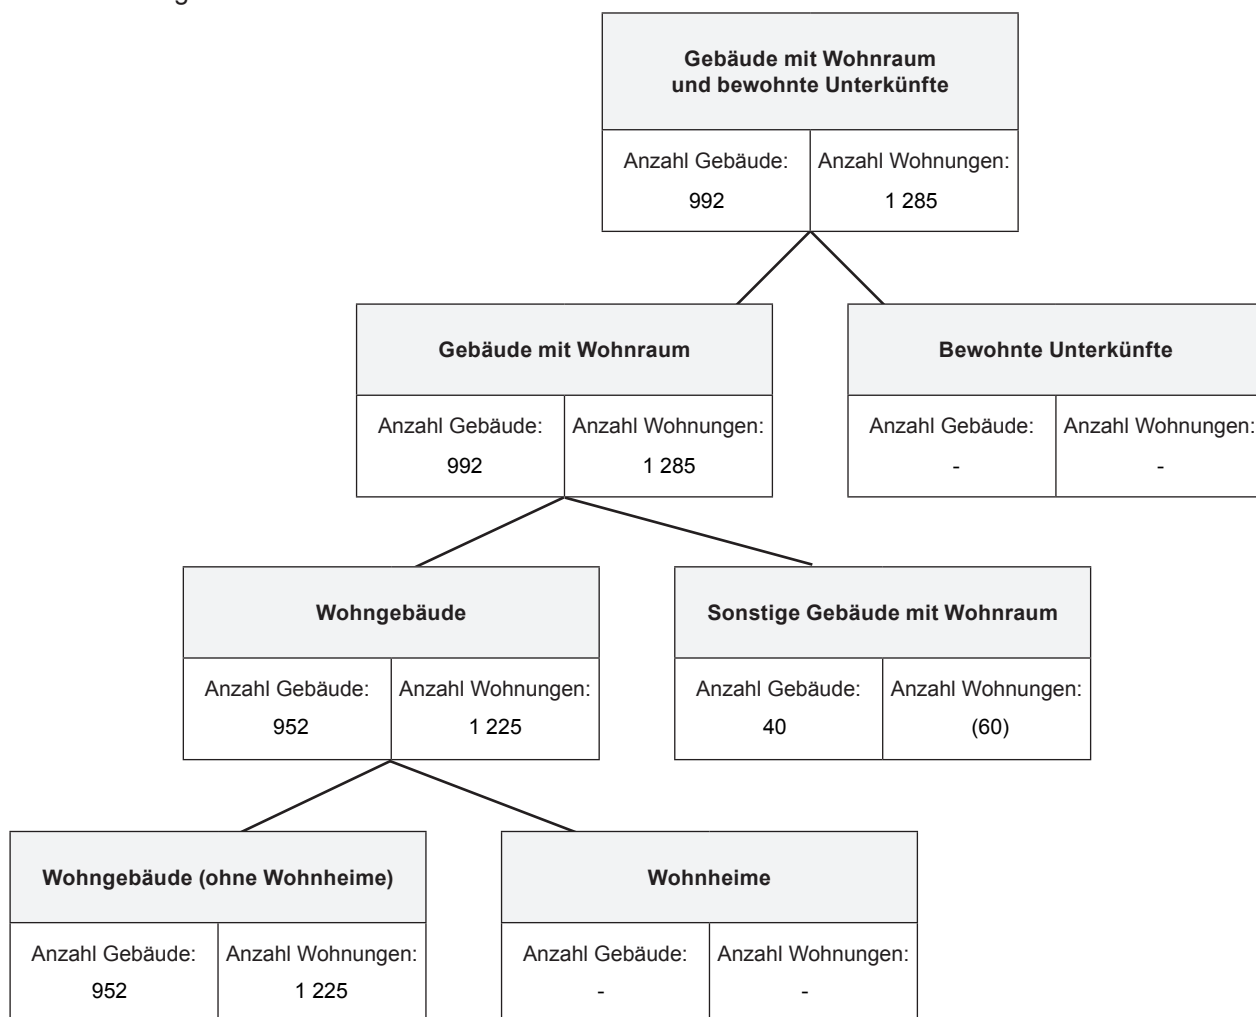 Gebäude mit Wohnraum
und bewohnte Unterkünfte
Anzahl Gebäude: Anzahl Wohnungen:
992 1 285
Gebäude mit Wohnraum Bewohnte Unterkünfte
Anzahl Gebäude: Anzahl Wohnungen: Anzahl Gebäude: Anzahl Wohnungen:
992 1 285 - -
Wohngebäude Sonstige Gebäude mit Wohnraum
Anzahl Gebäude: Anzahl Wohnungen: Anzahl Gebäude: Anzahl Wohnungen:
952 1 225 40 (60)
Wohngebäude (ohne Wohnheime) Wohnheime
Anzahl Gebäude: Anzahl Wohnungen: Anzahl Gebäude: Anzahl Wohnungen:
952 1 225 - -